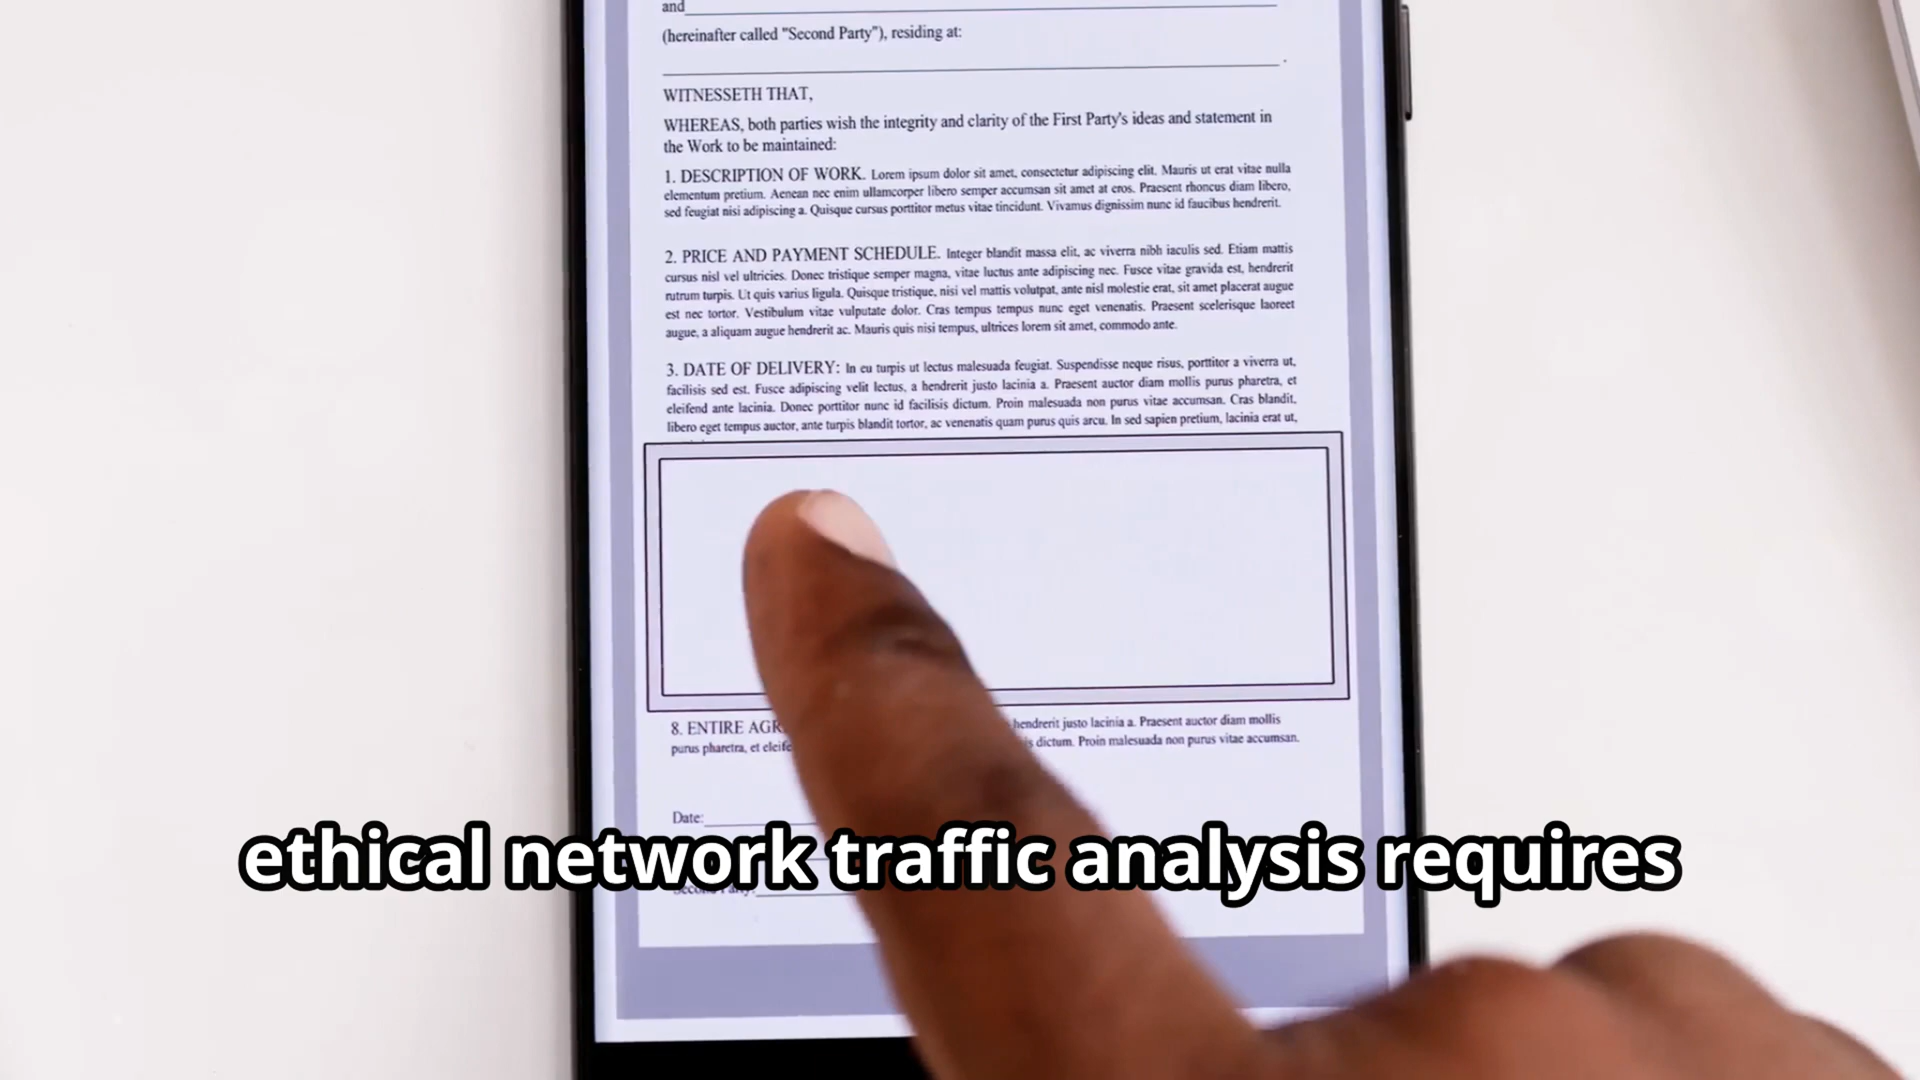 and
(hereinafter called "Second Party"), residing at:
WITNESSETH THAT,
WHEREAS, both parties wish the integrity and clarity of the First Party's ideas and statement in
the Work to be maintained:
1. DESCRIPTION OF WORK. Lorem ipsum dolor sit amet, consectetur adipiscing elit. Mauris ut erat vitae nulla
elementum pretium. Aenean nec enim ullamcorper libero semper accumsan sit amet at eros. Praesent rhoncus diam libero,
sed feugiat nisi adipiscing a. Quisque cursus porttitor metus vitae tincidunt. Vivamus dignissim nunc id faucibus hendrerit.
2. PRICE AND PAYMENT SCHEDULE. Integer blandit massa elit, ac viverra nibh iaculis sed. Etiam mattis
cursus nisl vel ultricies. Donec tristique semper magna, vitae luctus ante adipiscing nec. Fusce vitae gravida est, hendrerit
rutrum turpis. Ut quis varius ligula. Quisque tristique, nisi vel mattis volutpat, ante nisl molestie erat, sit amet placerat augue
est nec tortor. Vestibulum vitae vulputate dolor. Cras tempus tempus nunc eget venenatis. Praesent scelerisque laoreet
augue, a aliquam augue hendrerit ac. Mauris quis nisi tempus, ultrices lorem sit amet, commodo ante.
3. DATE OF DELIVERY: In eu turpis ut lectus malesuada feugiat. Suspendisse neque risus, porttitor a viverra ut,
facilisis sed est. Fusce adipiscing velit lectus, a hendrerit justo lacinia a. Praesent auctor diam mollis purus pharetra, et
eleifend ante lacinia. Donec porttitor nunc id facilisis dictum. Proin malesuada non purus vitae accumsan. Cras blandit,
libero eget tempus auctor, ante turpis blandit tortor, ac venenatis quam purus quis arcu. In sed sapien pretium, lacinia erat ut,
8. ENTIRE AGR hendrerit justo lacinia a. Praesent auctor diam mollis
purus pharetra, et eleife is dictum. Proin malesuada non purus vitae accumsan.
Date:
ethical network traffic analysis requires